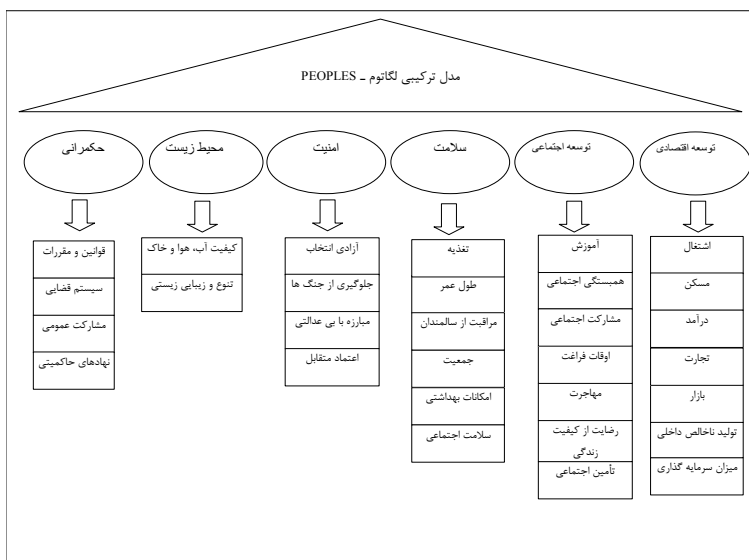 مدل ترکیبی لگاتوم ـ PEOPLES
توسعه اقتصادی
اشتغال
مسکن
درآمد
تجارت
بازار
تولید ناخالص داخلی
میزان سرمایه گذاری
توسعه اجتماعی
آموزش
همبستگی اجتماعی
مشارکت اجتماعی
اوقات فراغت
مهاجرت
رضایت از کیفیت
زندگی
تأمین اجتماعی
سلامت
تغذیه
طول عمر
مراقبت از سالمندان
جمعیت
امکانات بهداشتی
سلامت اجتماعی
امنیت
آزادی انتخاب
جلوگیری از جنگ ها
مبارزه با بی عدالتی
اعتماد متقابل
محیط زیست
کیفیت آب، هوا و خاک
تنوع و زیبایی زیستی
حکمرانی
قوانین و مقررات
سیستم قضایی
مشارکت عمومی
نهادهای حاکمیتی